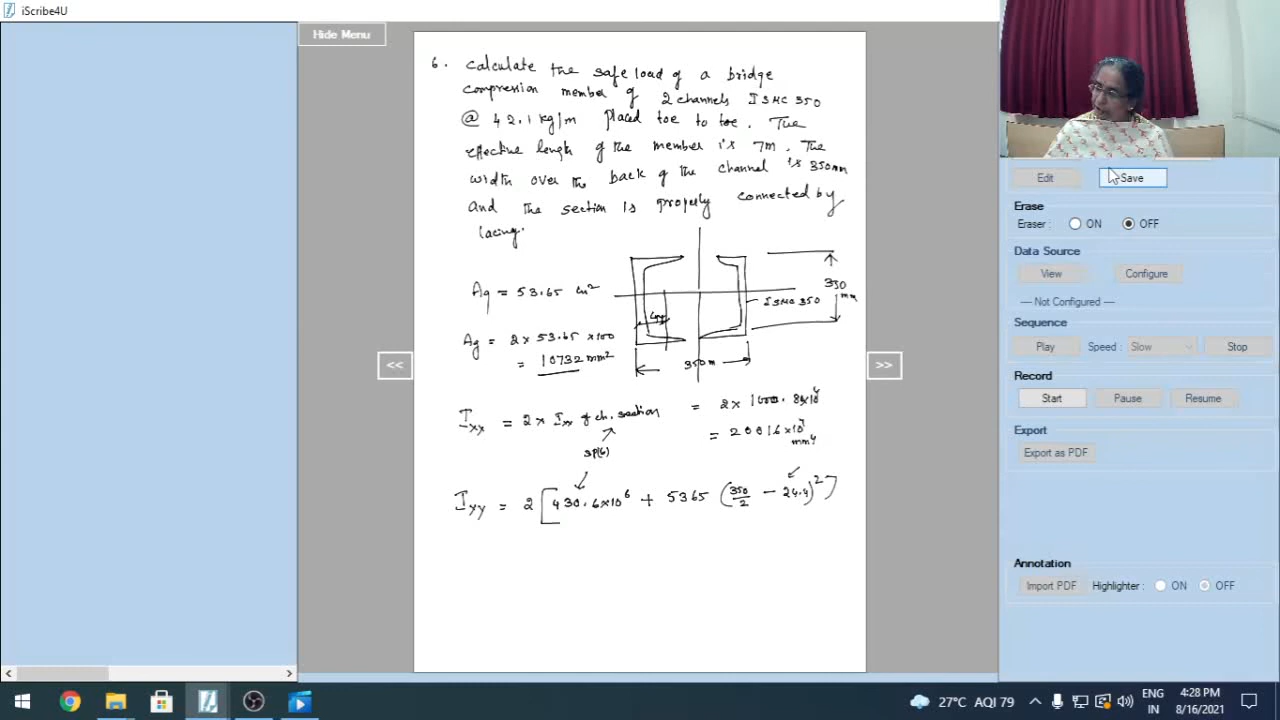 iScribe4U
Hide Menu
6. Calculate the safe load of a bridge
compression member of 2 channels ISMC 350
@ 42.1 kg/m placed toe to toe. The
effective length of the member is 7m. The
width over the back of the channel is 350mm
and the section is properly connected by
lacing.
Ag = 53.65 cm²
Ag = 2 x 53.65 x 100
= 10732 mm²
350
mm
ISMC 350
Cyy
350 m
Ixx = 2 x Ixx of ch. section
= 2 x
= 20016 x 10
mm⁴
SP(6)
Iyy = 2 [430.6x10⁶ + 5365 (350/2 - 24.4)²]
<<
>>
Edit
Save
Erase
Eraser : ON OFF
Data Source
View
Configure
--- Not Configured ---
Sequence
Play
Speed : Slow
Stop
Record
Start
Pause
Resume
Export
Export as PDF
Annotation
Import PDF
Highlighter : ON OFF
27°C AQI 79
ENG
IN
4:28 PM
8/16/2021